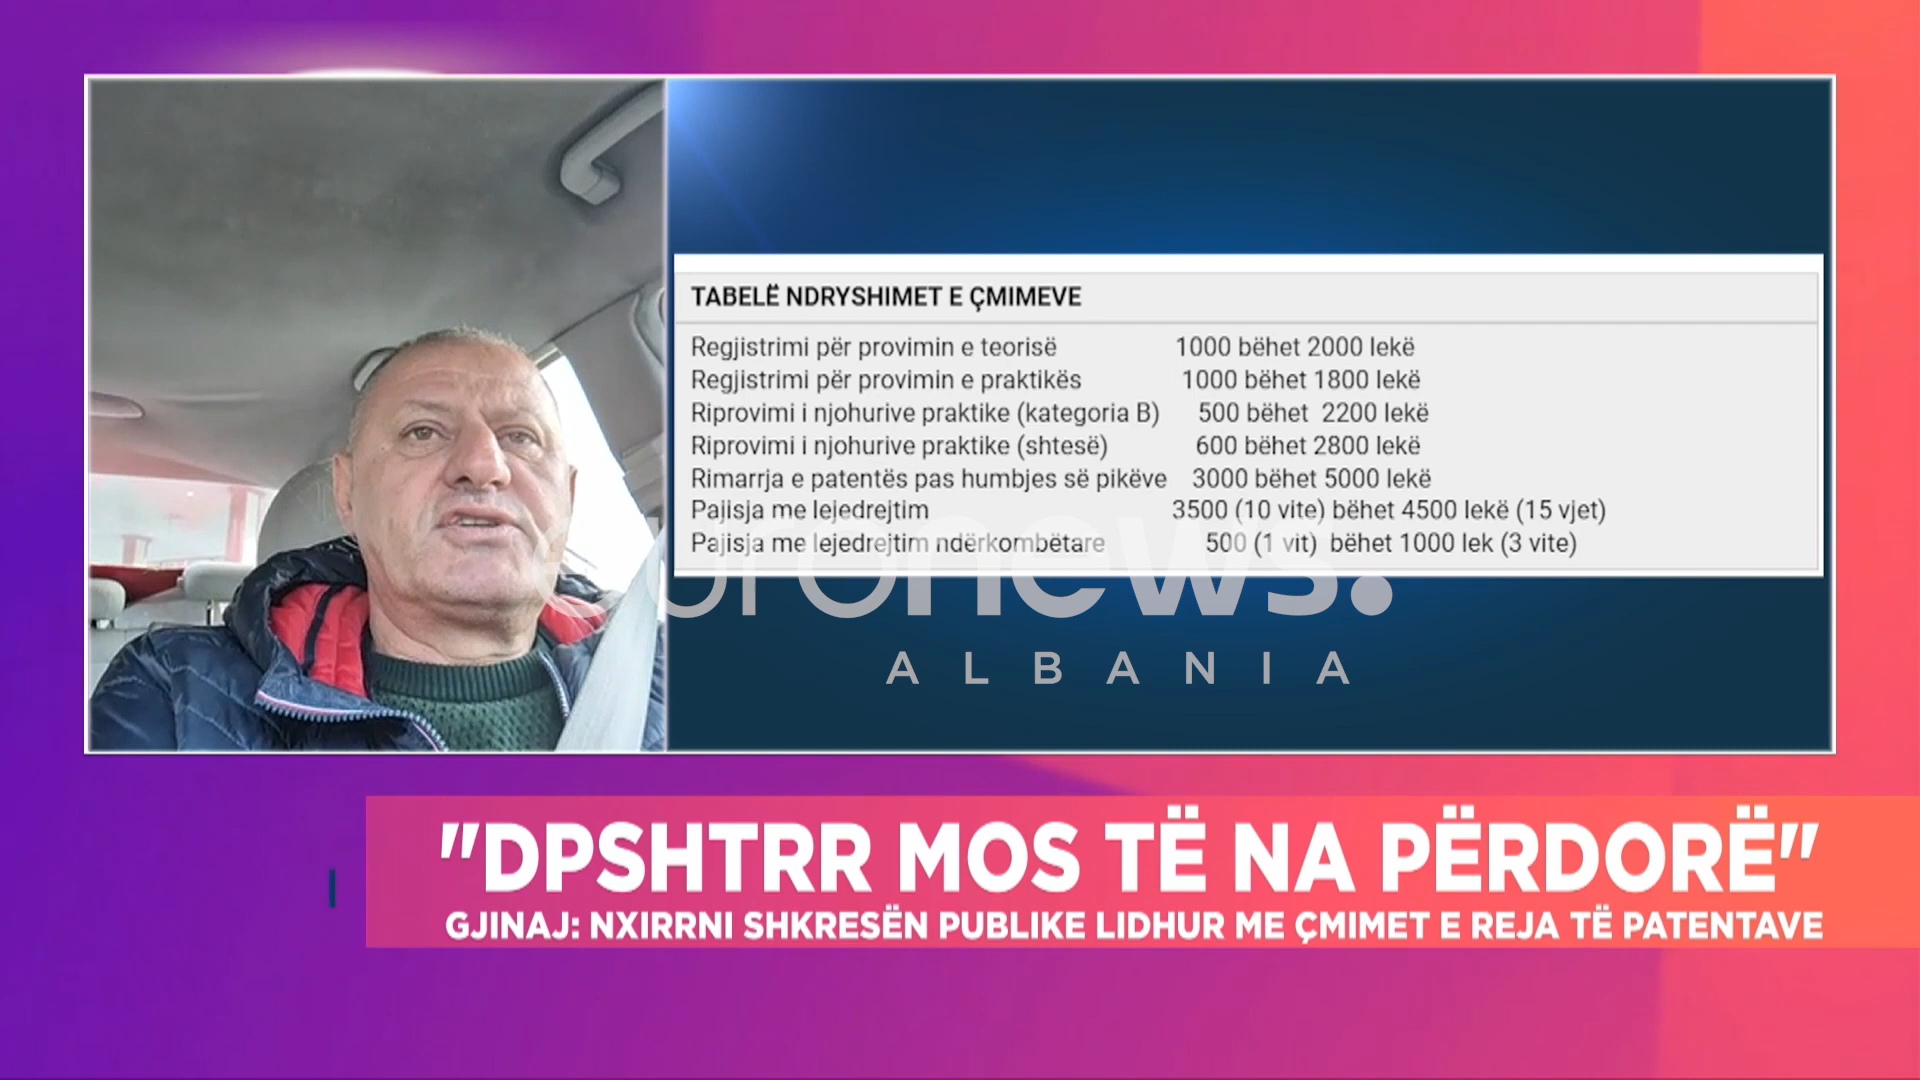 TABELË NDRYSHIMET E ÇMIMEVE
Regjistrimi për provimin e teorisë 1000 bëhet 2000 lekë
Regjistrimi për provimin e praktikës 1000 bëhet 1800 lekë
Riprovimi i njohurive praktike (kategoria B) 500 bëhet 2200 lekë
Riprovimi i njohurive praktike (shtesë) 600 bëhet 2800 lekë
Rimarrja e patentës pas humbjes së pikëve 3000 bëhet 5000 lekë
Pajisja me lejedrejtim 3500 (10 vite) bëhet 4500 lekë (15 vjet)
Pajisja me lejedrejtim ndërkombëtare 500 (1 vit) bëhet 1000 lek (3 vite)
euronews.
ALBANIA
"DPSHTRR MOS TË NA PËRDORË"
GJINAJ: NXIRRNI SHKRESËN PUBLIKE LIDHUR ME ÇMIMET E REJA TË PATENTAVE